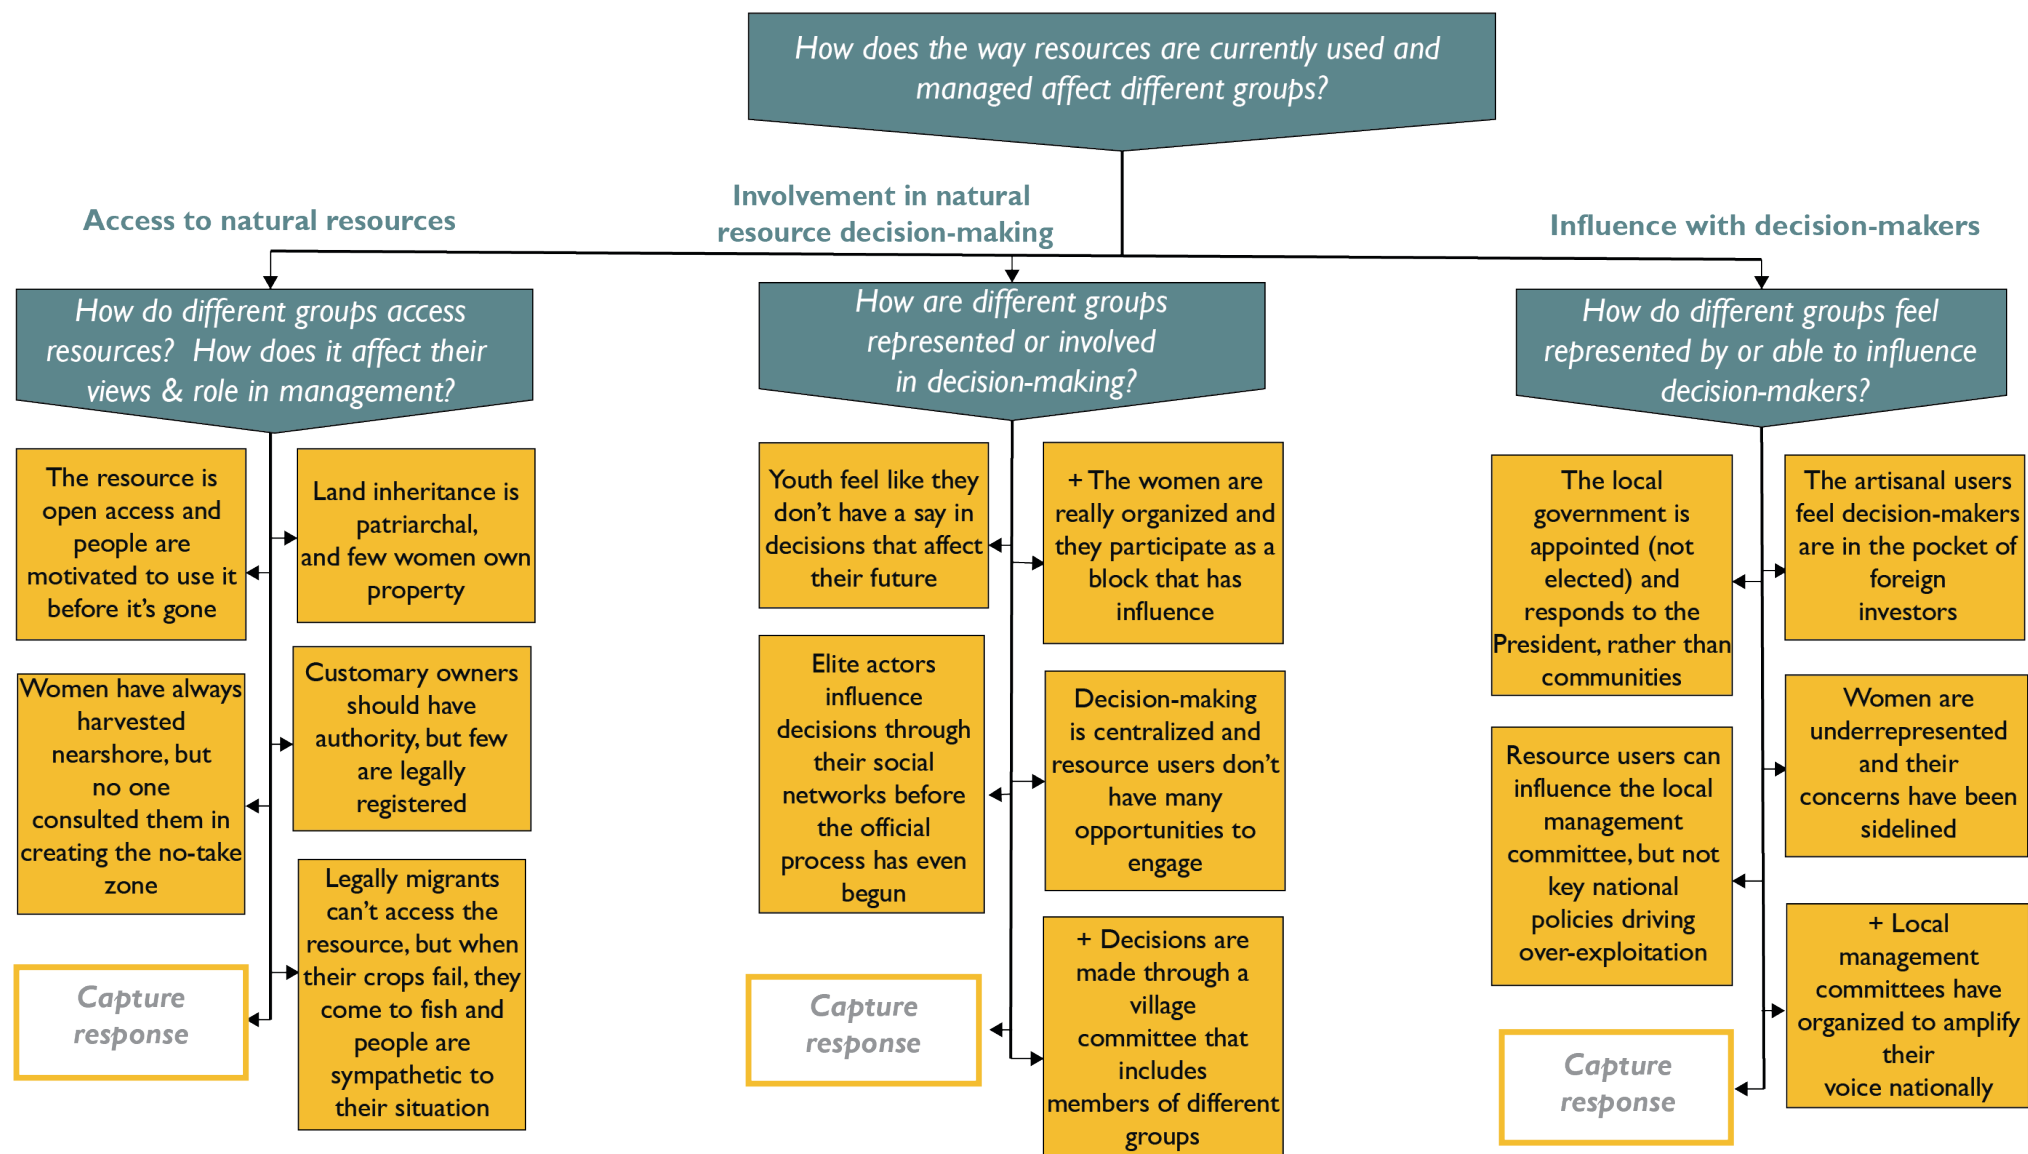 How does the way resources are currently used and
managed affect different groups?
Access to natural resources
How do different groups access
resources?  How does it affect their
views & role in management?
The resource is
open access and
people are
motivated to use it
before it’s gone
Land inheritance is
patriarchal,
and few women own
property
Women have always
harvested
nearshore, but
no one
consulted them in
creating the no-take
zone
Customary owners
should have
authority, but few
are legally
registered
Legally migrants
can’t access the
resource, but when
their crops fail, they
come to fish and
people are
sympathetic to
their situation
Capture
response
Involvement in natural
resource decision-making
How are different groups
represented or involved
in decision-making?
Youth feel like they
don’t have a say in
decisions that affect
their future
+ The women are
really organized and
they participate as a
block that has
influence
Elite actors
influence
decisions through
their social
networks before
the official
process has even
begun
Decision-making
is centralized and
resource users don’t
have many
opportunities to
engage
+ Decisions are
made through a
village
committee that
includes
members of different
groups
Capture
response
Influence with decision-makers
How do different groups feel
represented by or able to influence
decision-makers?
The local
government is
appointed (not
elected) and
responds to the
President, rather than
communities
The artisanal users
feel decision-makers
are in the pocket of
foreign
investors
Resource users can
influence the local
management
committee, but not
key national
policies driving
over-exploitation
Women are
underrepresented
and their
concerns have been
sidelined
+ Local
management
committees have
organized to amplify
their
voice nationally
Capture
response